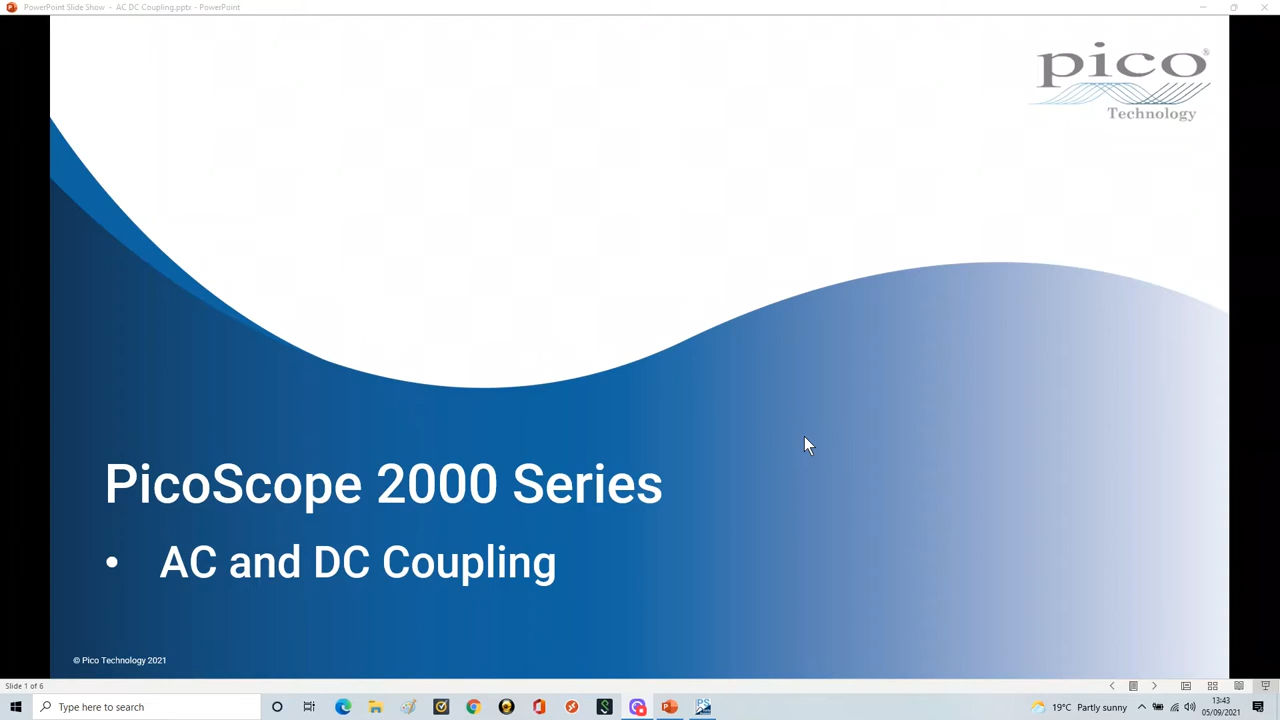 PowerPoint Slide Show - AC DC Coupling.pptx - PowerPoint
pico®
Technology
PicoScope 2000 Series
• AC and DC Coupling
© Pico Technology 2021
Slide 1 of 6
Type here to search
19°C Partly sunny
13:43
05/09/2021